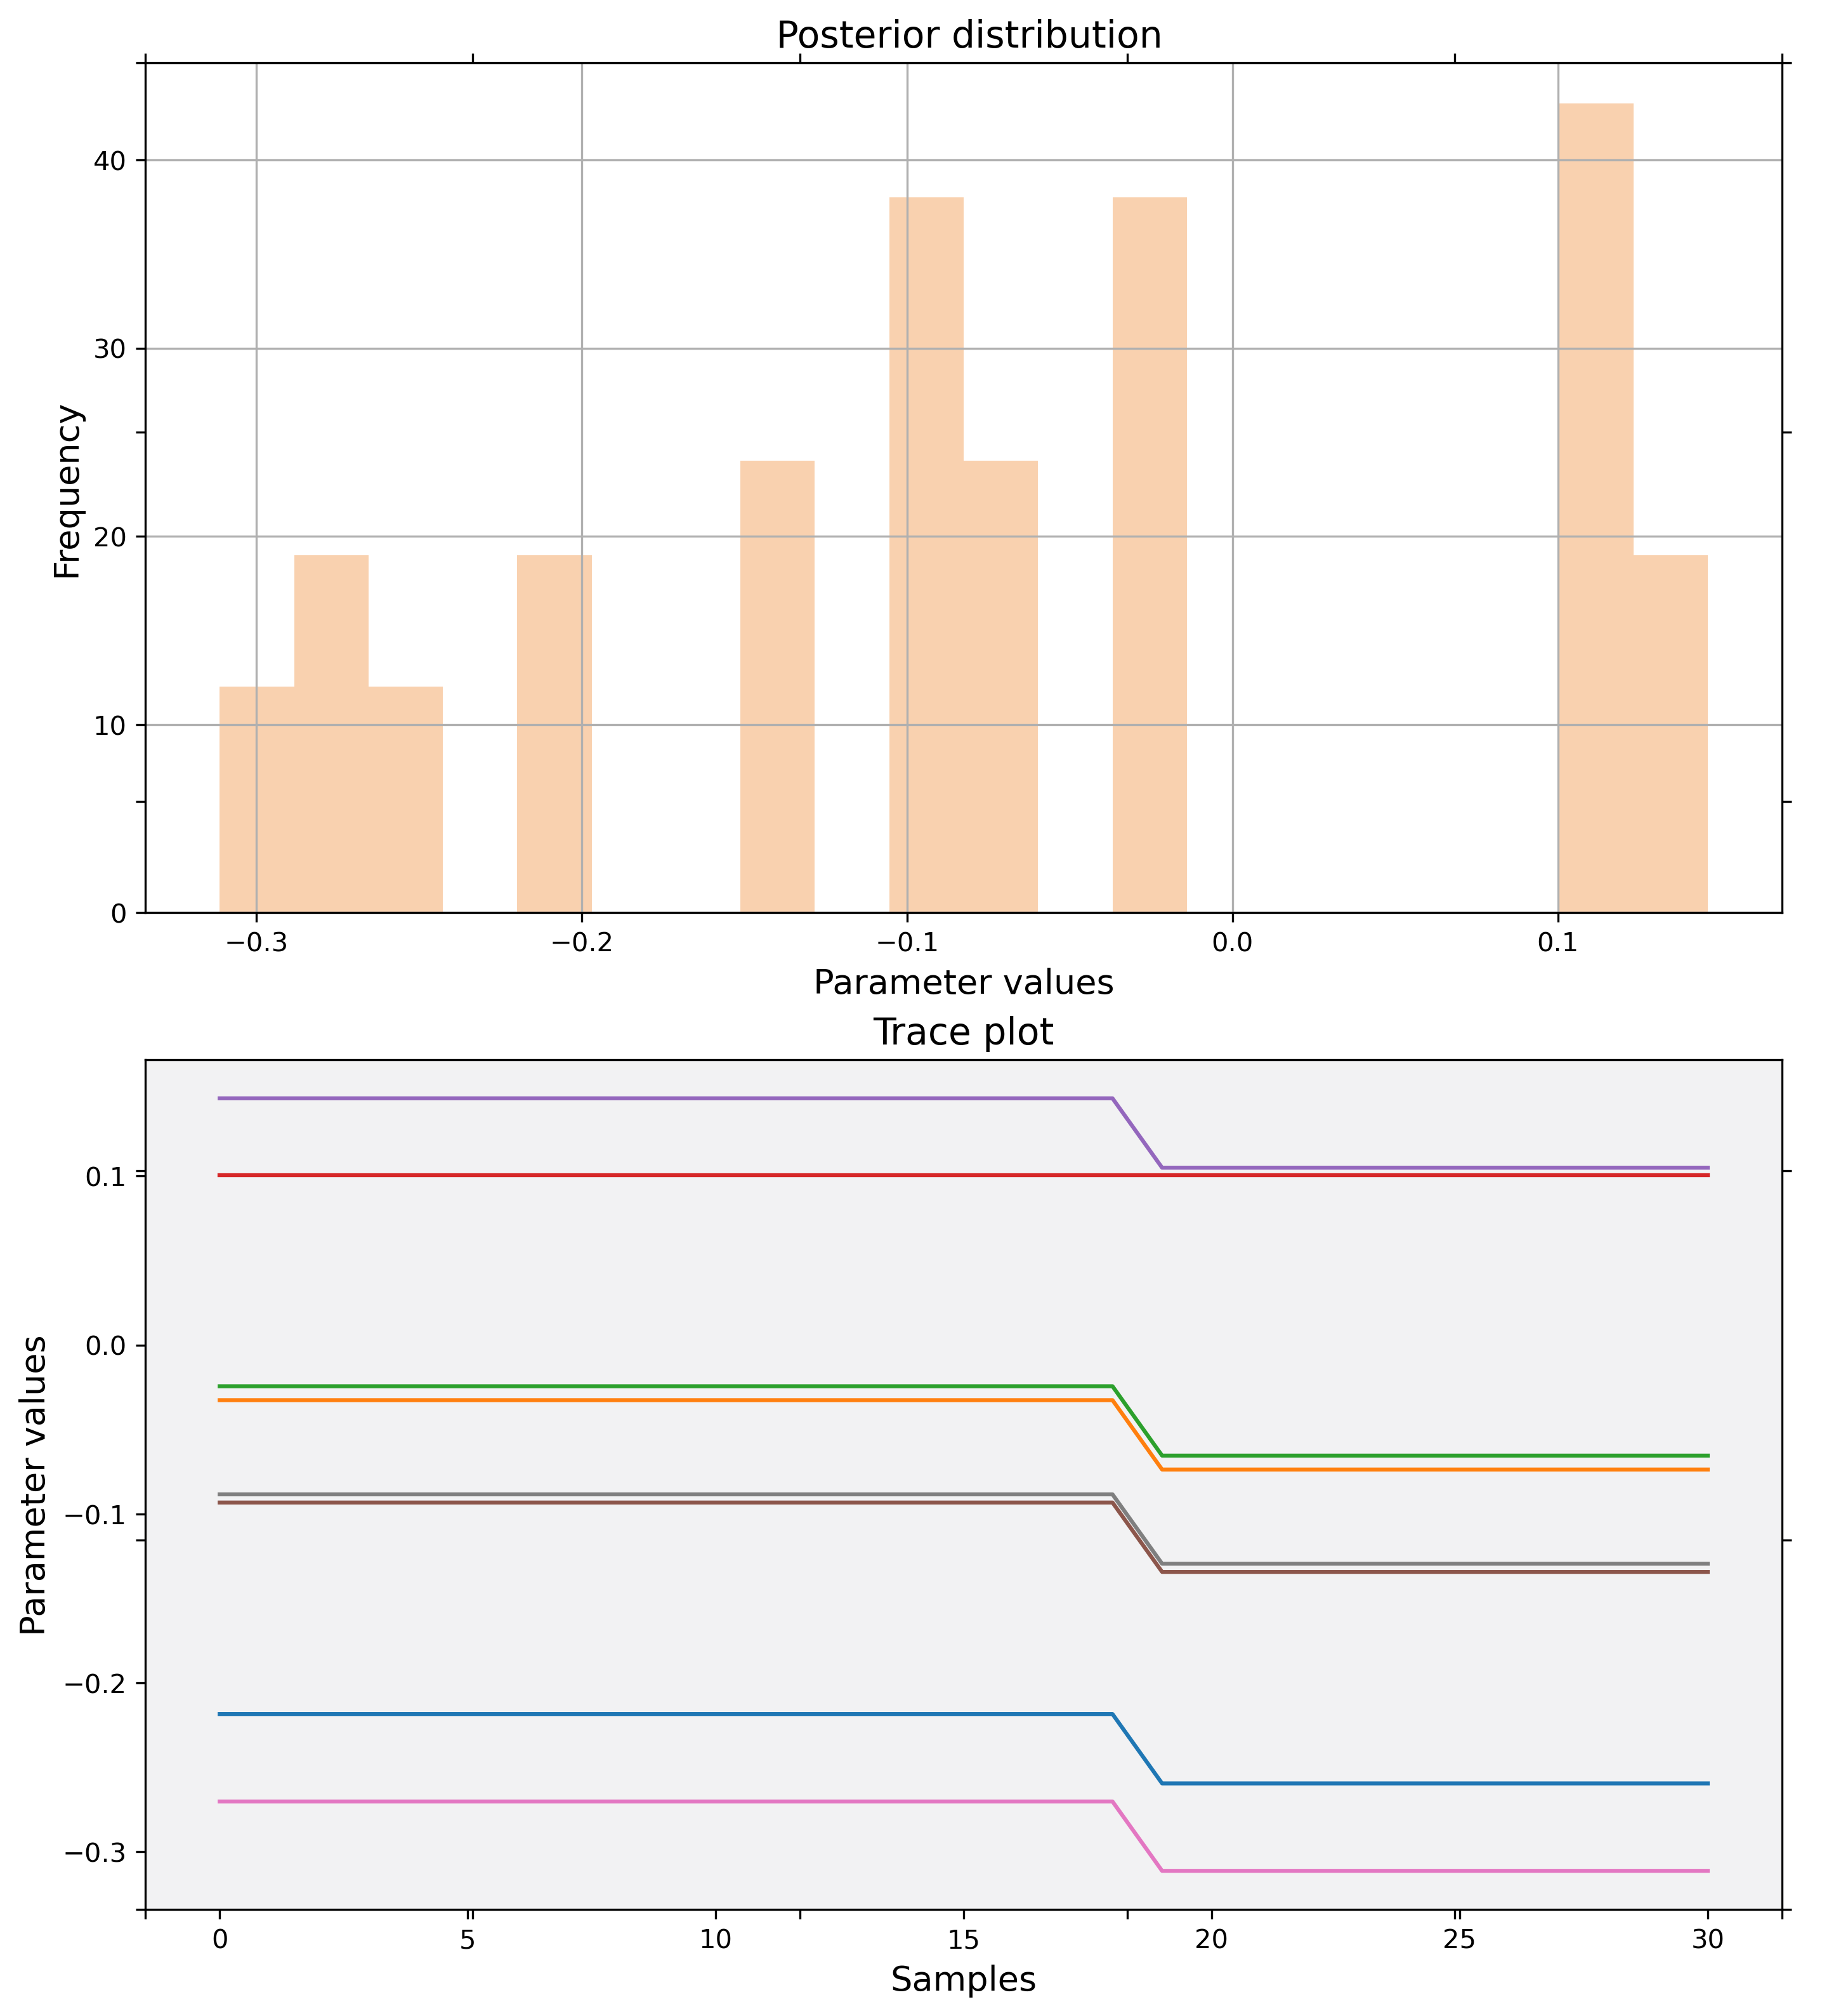 Posterior distribution
Frequency
40
30
20
10
0
−0.3 −0.2 −0.1 0.0 0.1
Parameter values
Trace plot
Parameter values
0.1
0.0
−0.1
−0.2
−0.3
0 5 10 15 20 25 30
Samples